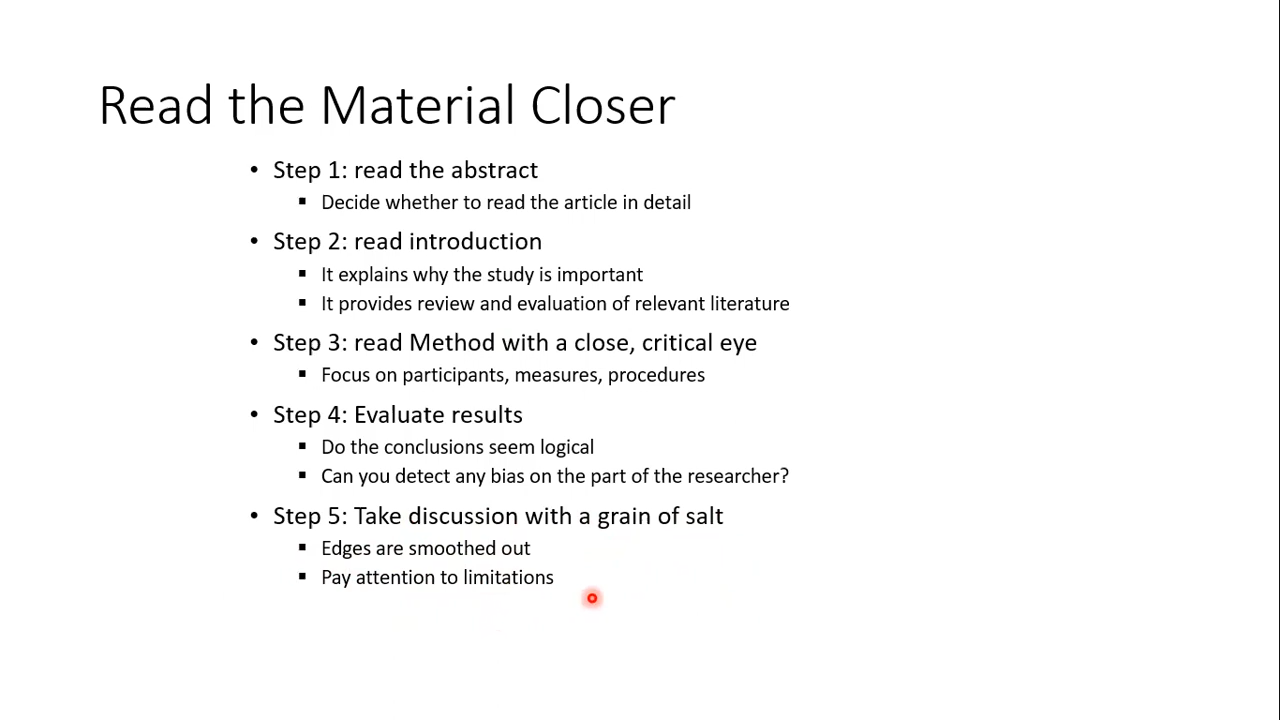 Read the Material Closer
• Step 1: read the abstract
▪ Decide whether to read the article in detail
• Step 2: read introduction
▪ It explains why the study is important
▪ It provides review and evaluation of relevant literature
• Step 3: read Method with a close, critical eye
▪ Focus on participants, measures, procedures
• Step 4: Evaluate results
▪ Do the conclusions seem logical
▪ Can you detect any bias on the part of the researcher?
• Step 5: Take discussion with a grain of salt
▪ Edges are smoothed out
▪ Pay attention to limitations